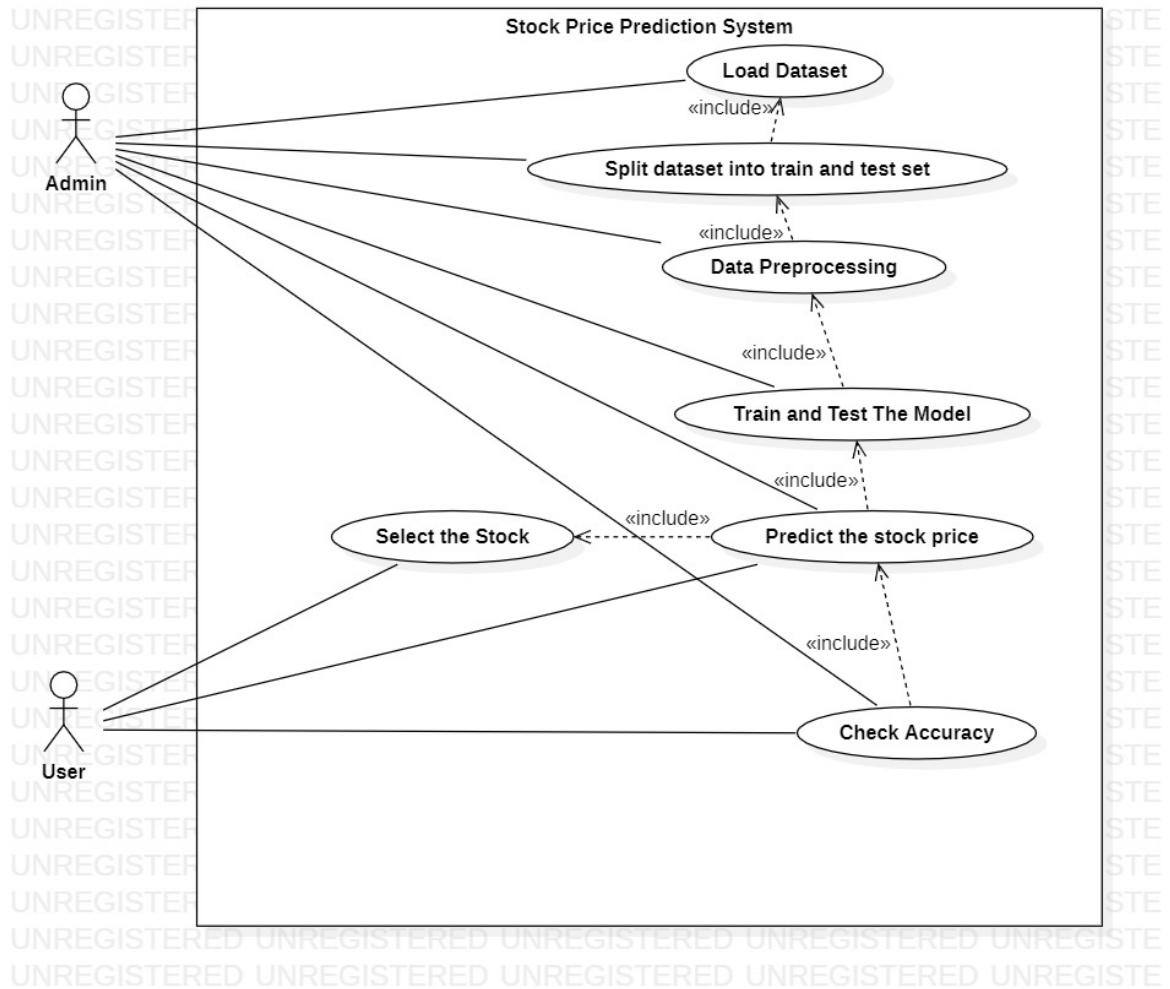 Stock Price Prediction System
Load Dataset
«include»
Admin
Split dataset into train and test set
«include»
Data Preprocessing
«include»
Train and Test The Model
«include»
Select the Stock
«include»
Predict the stock price
«include»
User
Check Accuracy
UNREGISTERED UNREGISTERED UNREGISTERED UNREGISTERED UNREGISTE
UNREGISTERED UNREGISTERED UNREGISTERED UNREGISTERED UNREGISTE